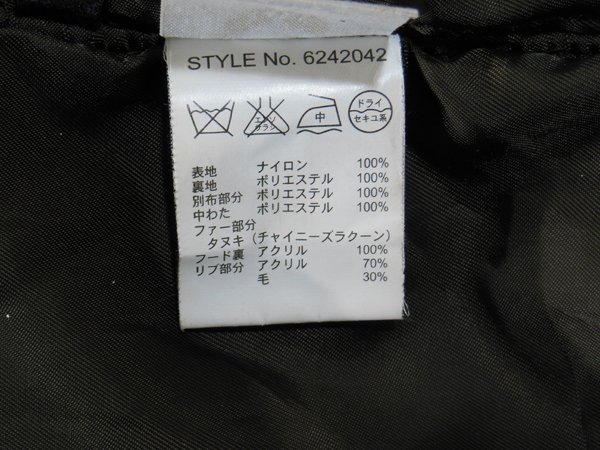 STYLE No. 6242042
エンソ
サラシ
中
ドライ
セキユ系
表地 ナイロン 100%
裏地 ポリエステル 100%
別布部分 ポリエステル 100%
中わた ポリエステル 100%
ファー部分
タヌキ（チャイニーズラクーン）
フード裏 アクリル 100%
リブ部分 アクリル 70%
毛 30%